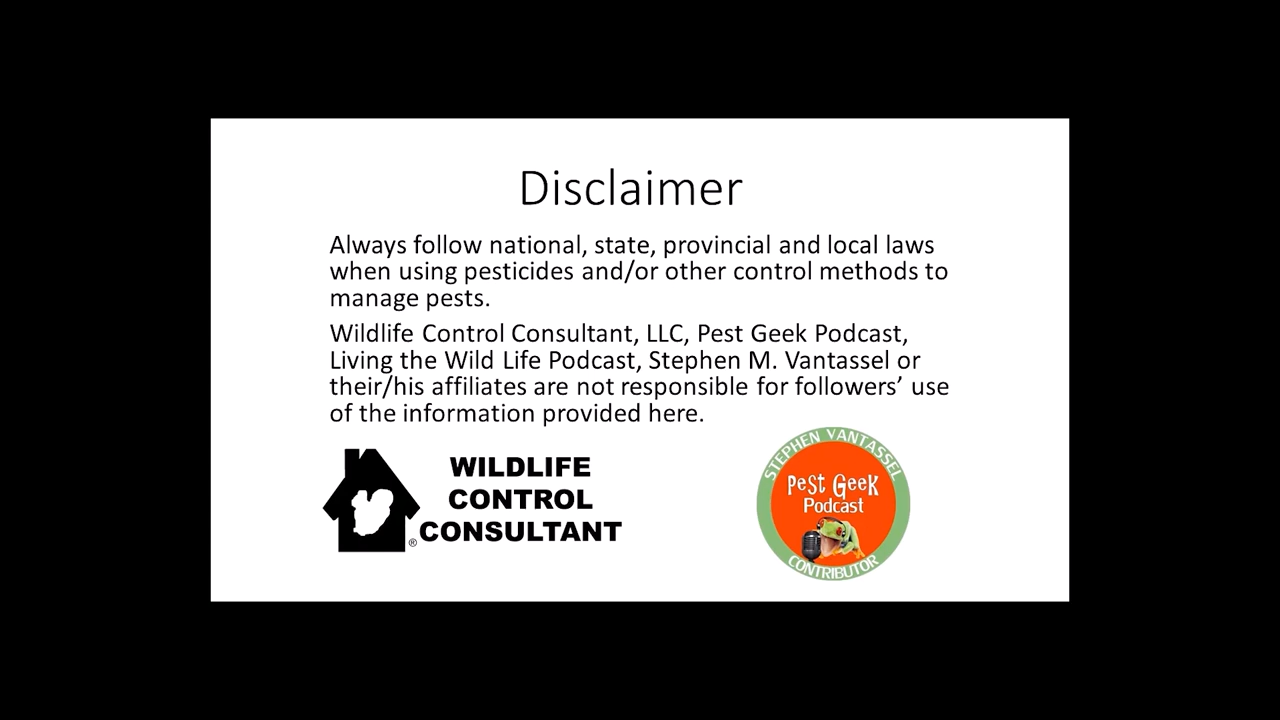 Disclaimer
Always follow national, state, provincial and local laws
when using pesticides and/or other control methods to
manage pests.
Wildlife Control Consultant, LLC, Pest Geek Podcast,
Living the Wild Life Podcast, Stephen M. Vantassel or
their/his affiliates are not responsible for followers’ use
of the information provided here.
WILDLIFE
CONTROL
®CONSULTANT
STEPHEN VANTASSEL
PeSt GeeK
Podcast
CONTRIBUTOR